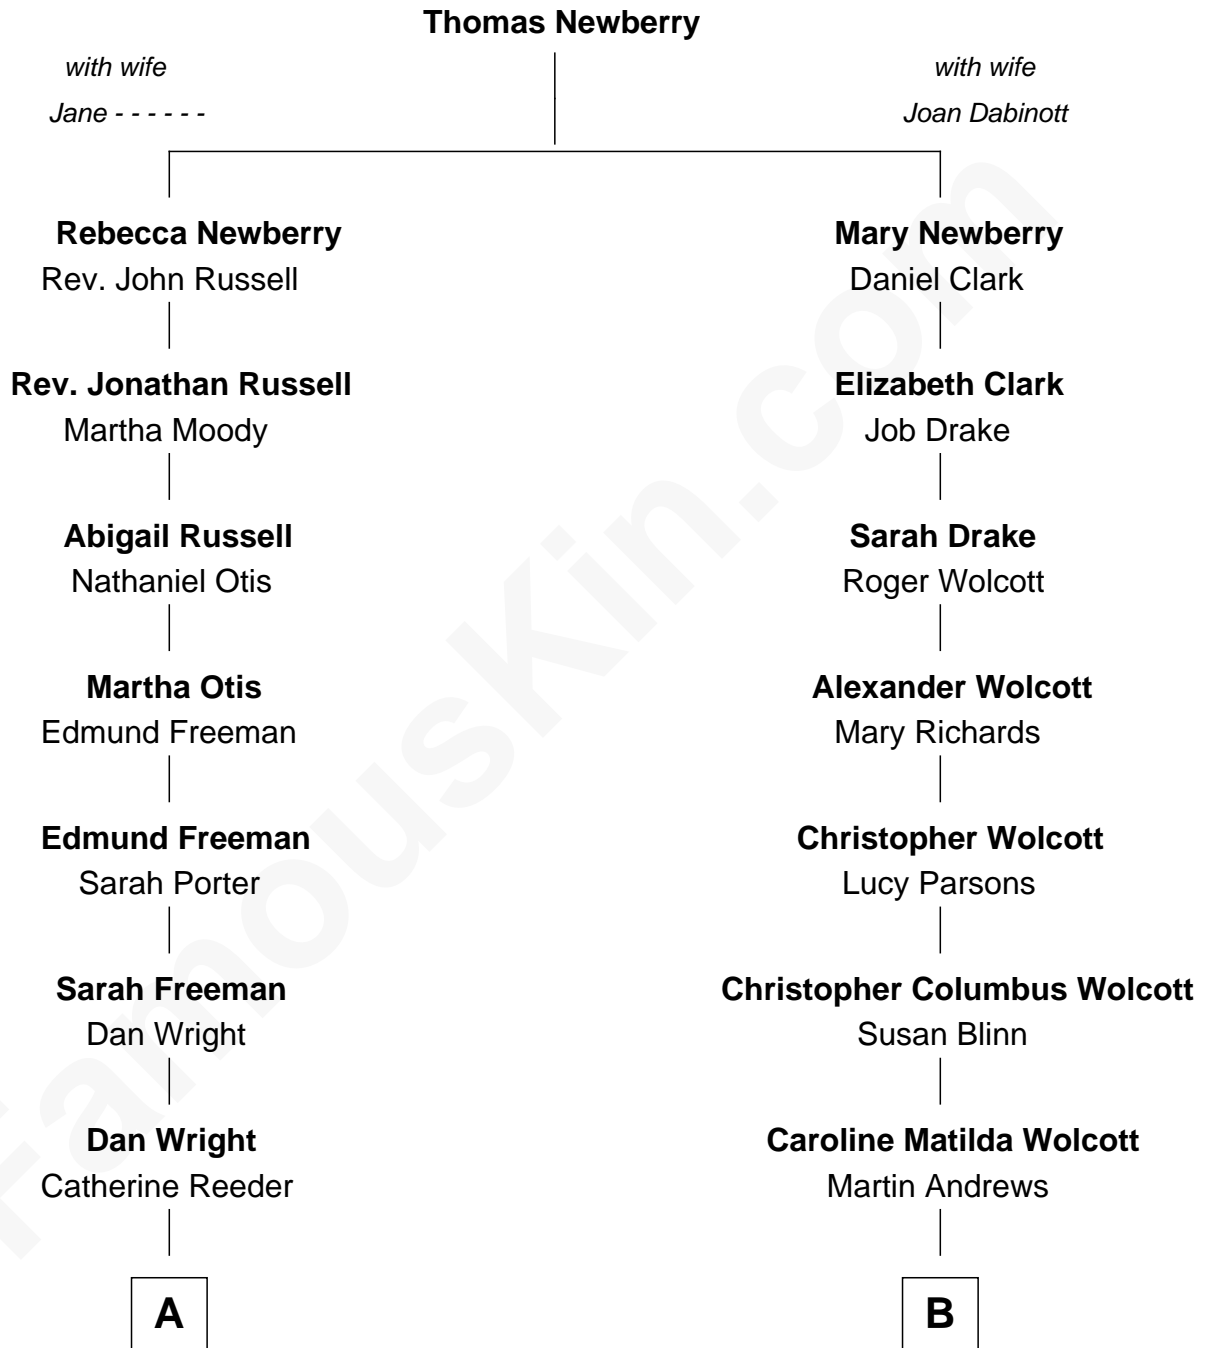 Thomas Newberry
with wife
Jane - - - - - -
with wife
Joan Dabinott
Rebecca Newberry
Rev. John Russell
Mary Newberry
Daniel Clark
Rev. Jonathan Russell
Martha Moody
Elizabeth Clark
Job Drake
Abigail Russell
Nathaniel Otis
Sarah Drake
Roger Wolcott
Martha Otis
Edmund Freeman
Alexander Wolcott
Mary Richards
Edmund Freeman
Sarah Porter
Christopher Wolcott
Lucy Parsons
Sarah Freeman
Dan Wright
Christopher Columbus Wolcott
Susan Blinn
Dan Wright
Catherine Reeder
Caroline Matilda Wolcott
Martin Andrews
A
B
FamousKin.com